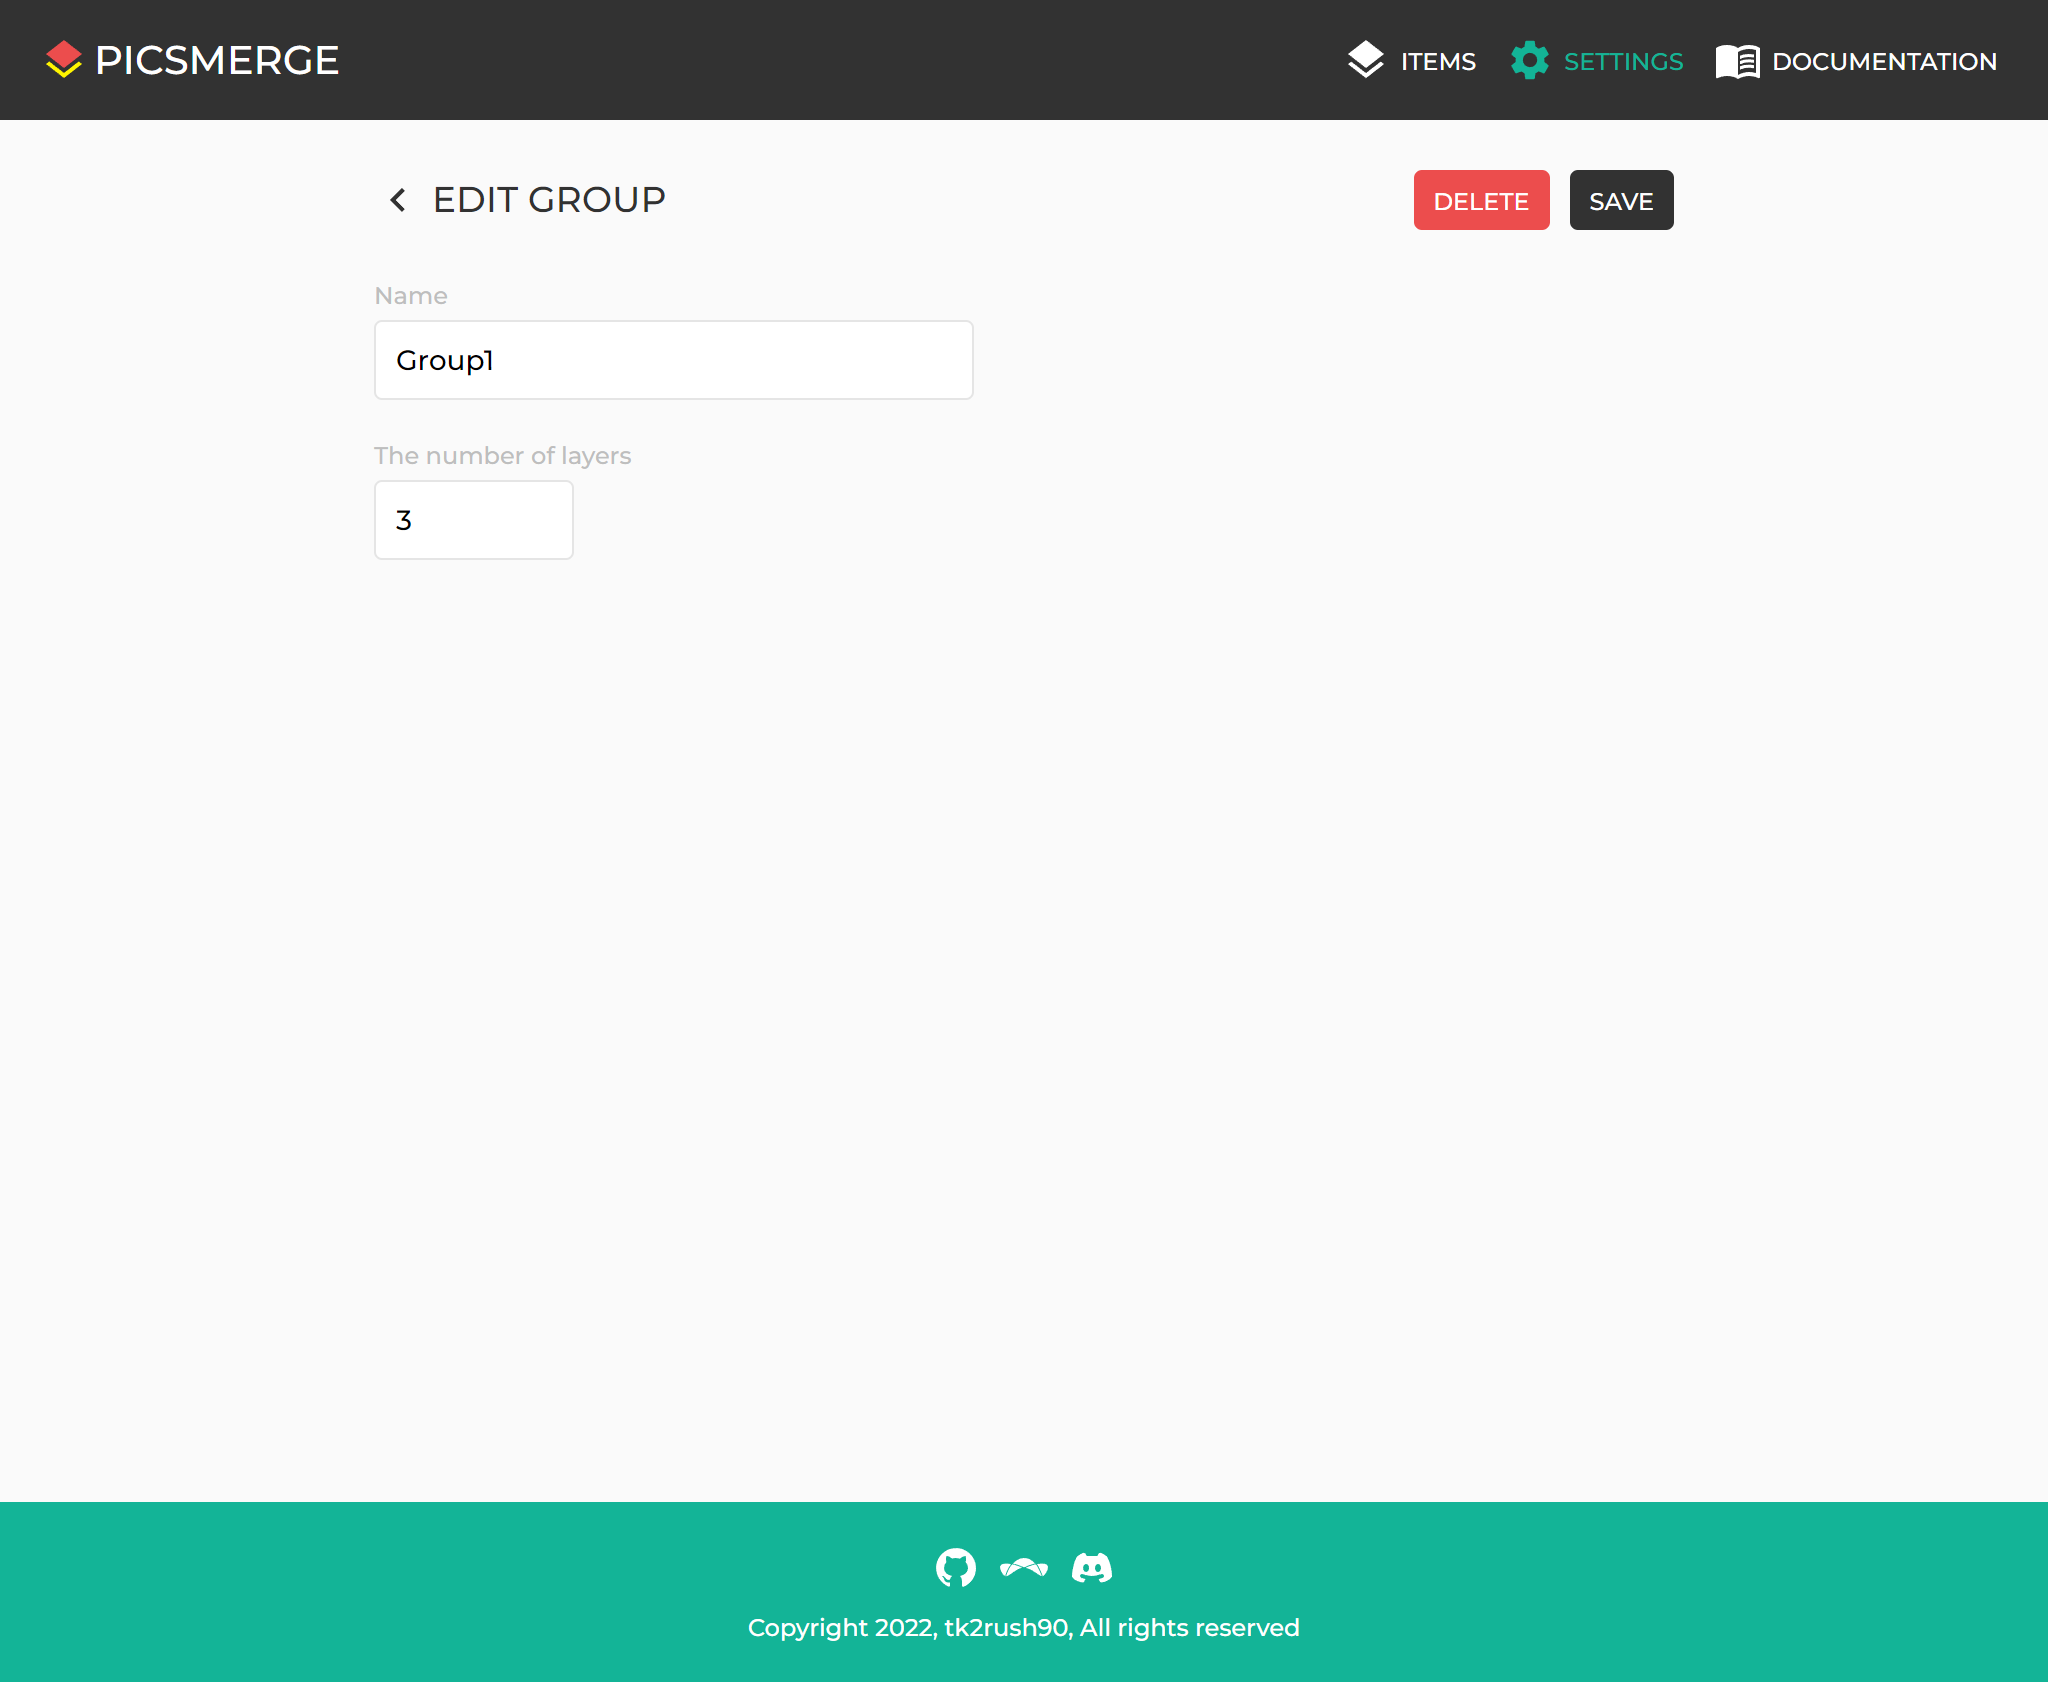 PICSMERGE
ITEMS
SETTINGS
DOCUMENTATION
EDIT GROUP
DELETE
SAVE
Name
Group1
The number of layers
3
Copyright 2022, tk2rush90, All rights reserved